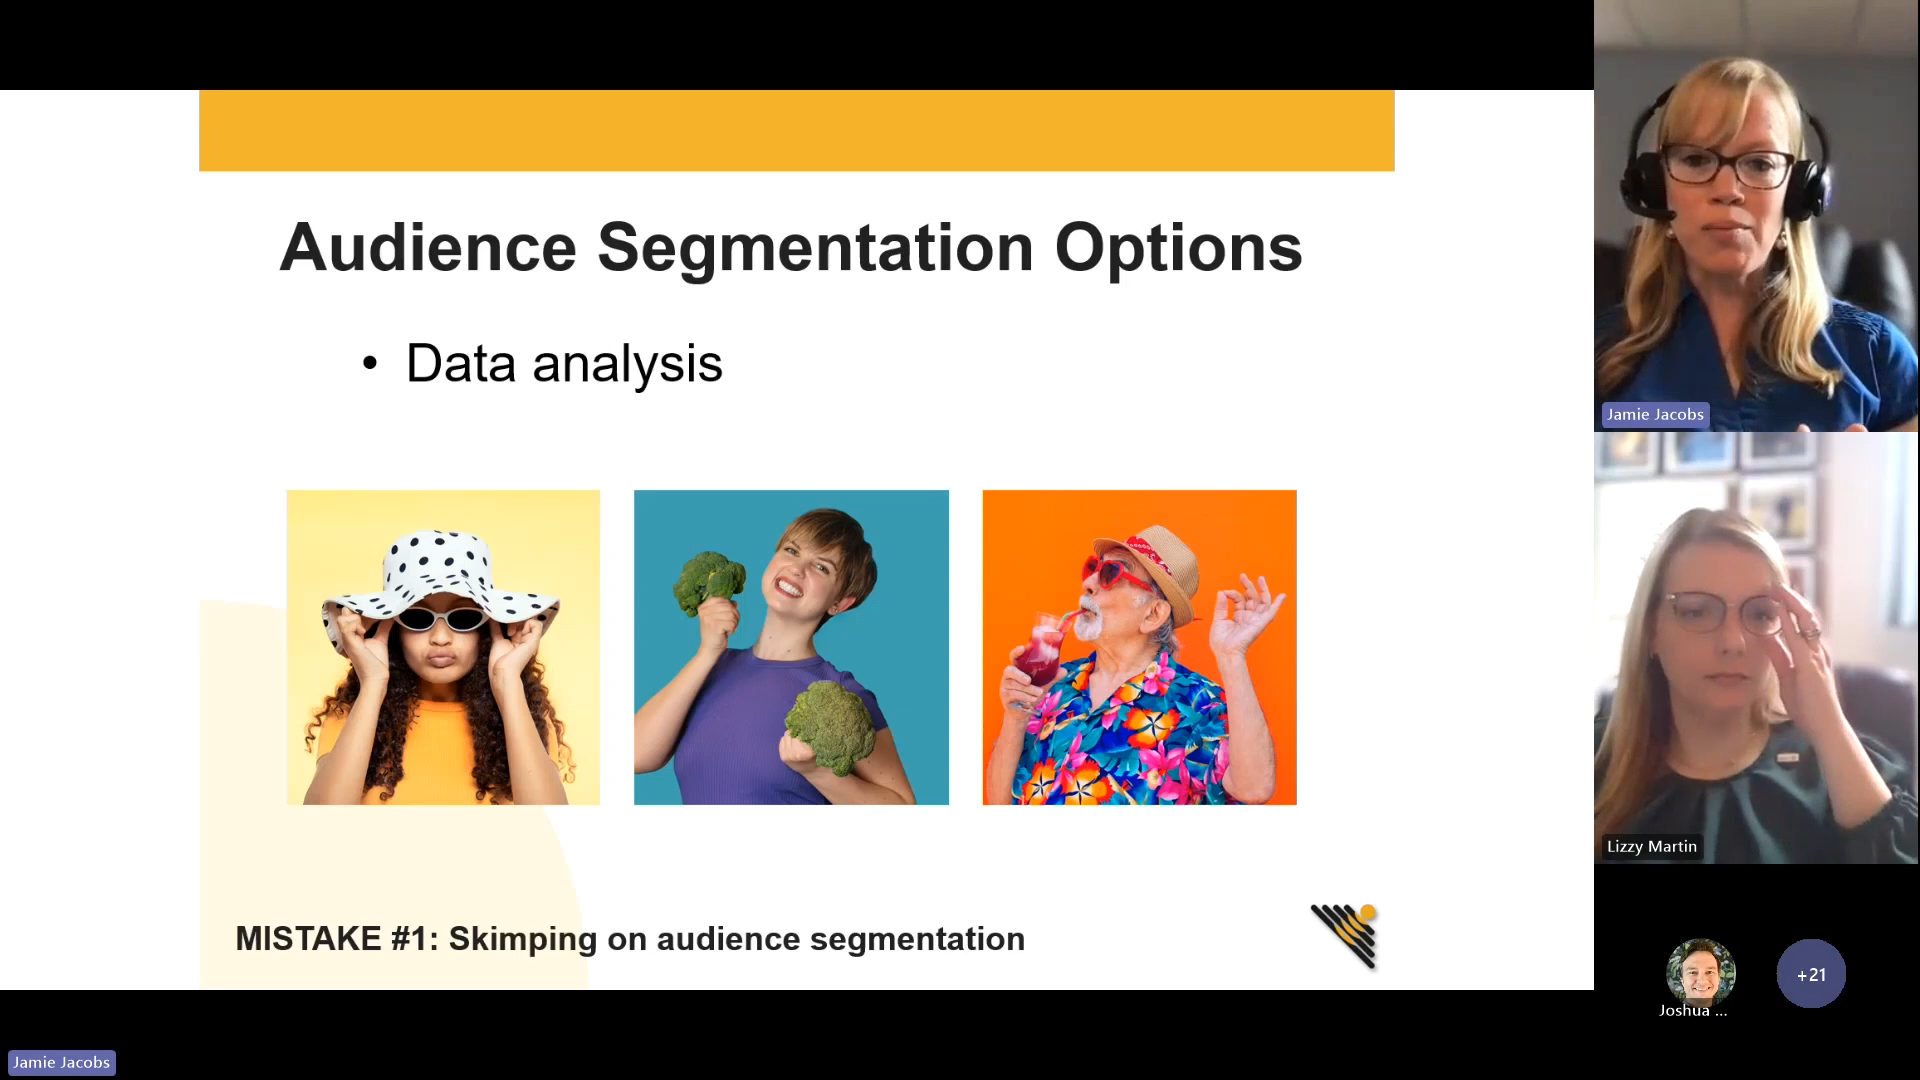 Audience Segmentation Options
• Data analysis
MISTAKE #1: Skimping on audience segmentation
Jamie Jacobs
Lizzy Martin
Joshua ...
+21
Jamie Jacobs